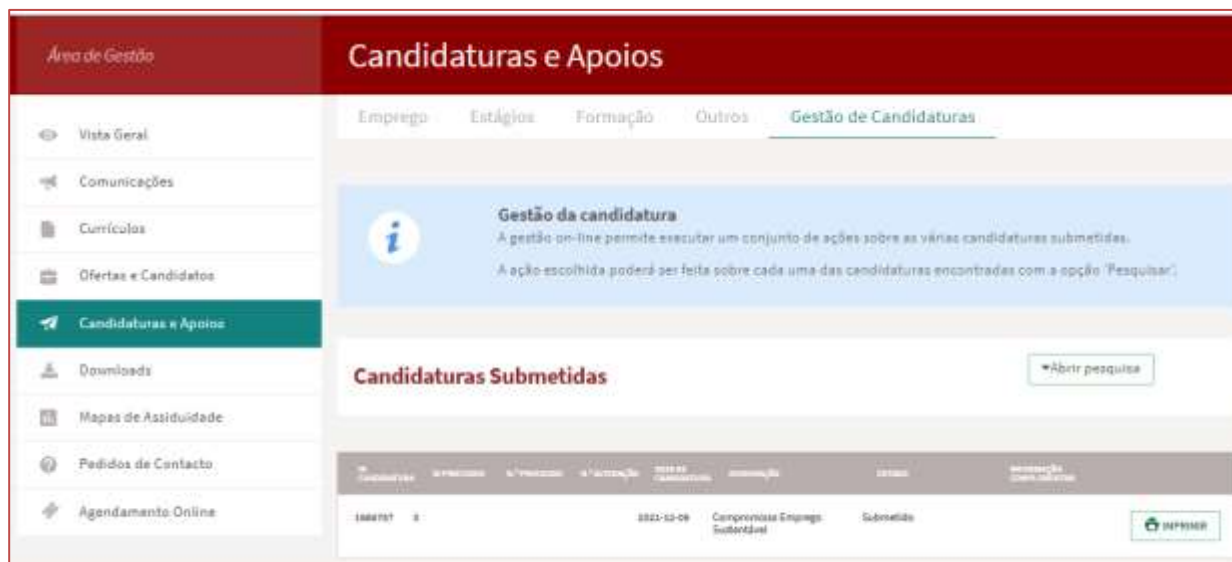 Área de Gestão
Candidaturas e Apoios
Emprego Estágios Formação Outros Gestão de Candidaturas
Vista Geral
Comunicações
Currículos
Ofertas e Candidatos
Candidaturas e Apoios
Downloads
Mapas de Assiduidade
Pedidos de Contacto
Agendamento Online
Gestão da candidatura
A gestão on-line permite executar um conjunto de ações sobre as várias candidaturas submetidas.
A ação escolhida poderá ser feita sobre cada uma das candidaturas encontradas com a opção 'Pesquisar'.
Candidaturas Submetidas
Abrir pesquisa
2021-12-09 Compromisso Emprego Submetido
Sustentável
IMPRIMIR